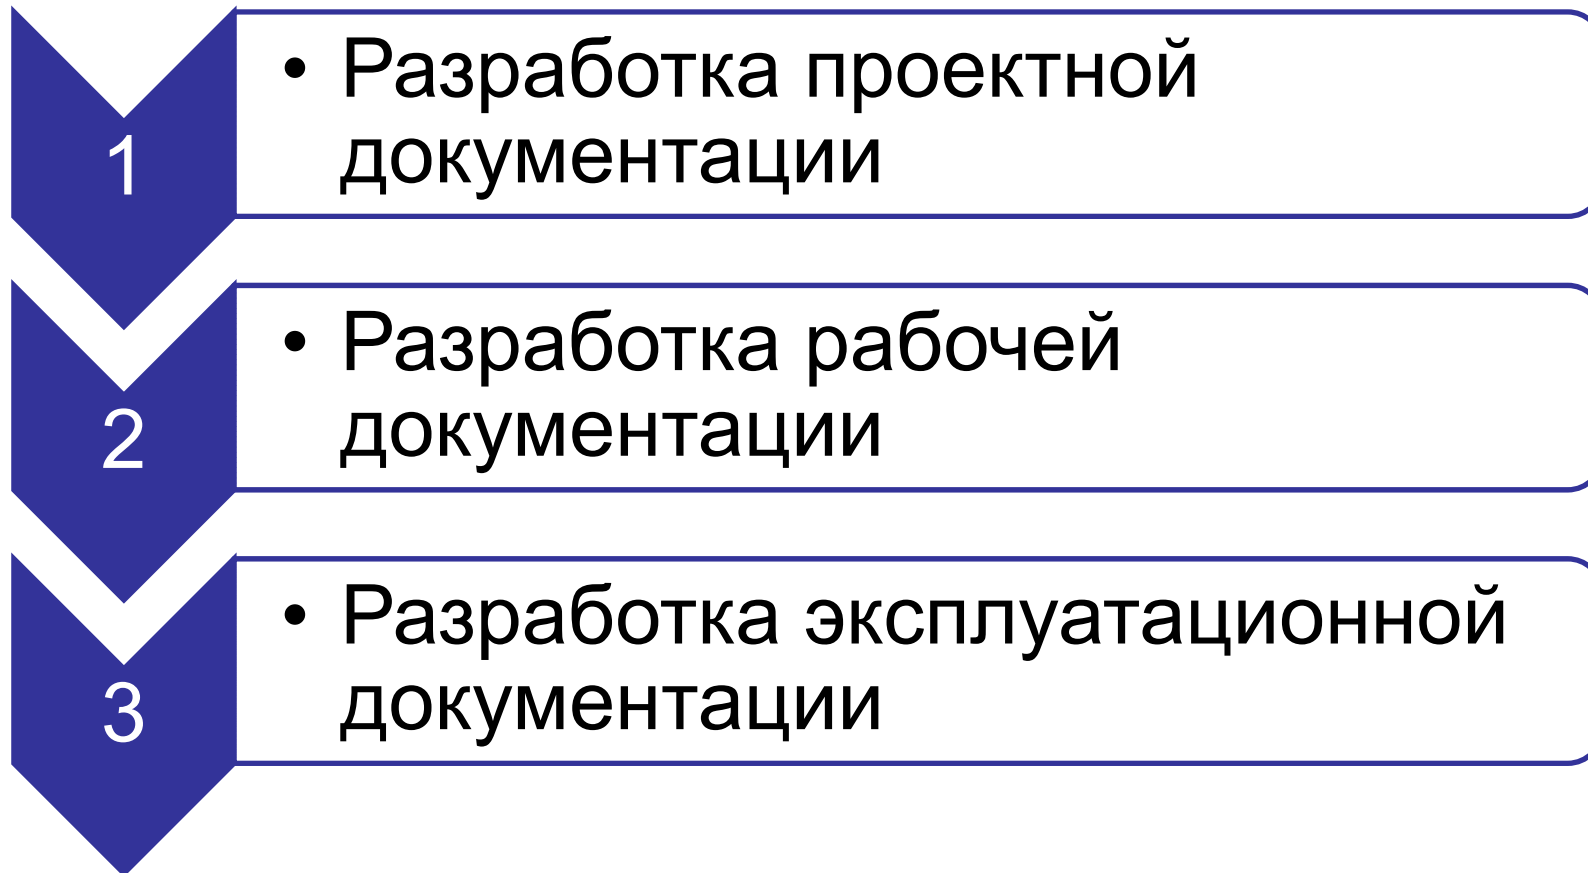 1
• Разработка проектной
документации
2
• Разработка рабочей
документации
3
• Разработка эксплуатационной
документации